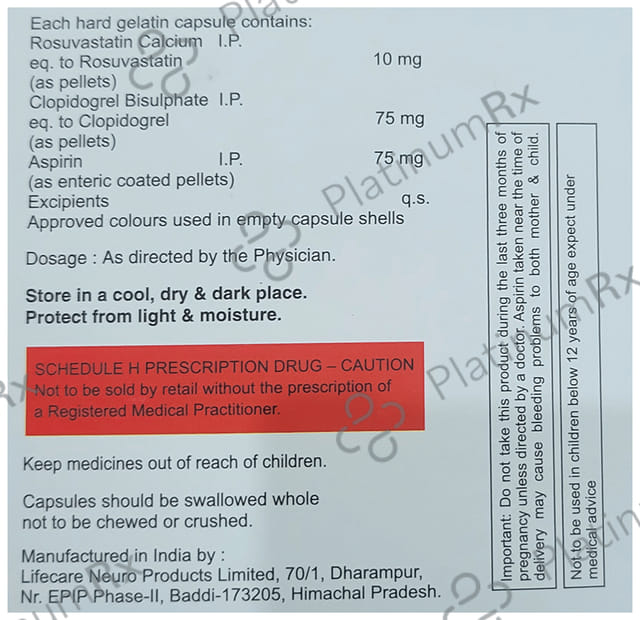 Each hard gelatin capsule contains:
Rosuvastatin Calcium I.P.
eq. to Rosuvastatin 10 mg
(as pellets)
Clopidogrel Bisulphate I.P.
eq. to Clopidogrel 75 mg
(as pellets)
Aspirin I.P. 75 mg
(as enteric coated pellets)
Excipients q.s.
Approved colours used in empty capsule shells
Dosage : As directed by the Physician.
Store in a cool, dry & dark place.
Protect from light & moisture.
SCHEDULE H PRESCRIPTION DRUG – CAUTION
Not to be sold by retail without the prescription of
a Registered Medical Practitioner.
Keep medicines out of reach of children.
Capsules should be swallowed whole
not to be chewed or crushed.
Manufactured in India by :
Lifecare Neuro Products Limited, 70/1, Dharampur,
Nr. EPIP Phase-II, Baddi-173205, Himachal Pradesh.
Important: Do not take this product during the last three months of
pregnancy unless directed by a doctor. Aspirin taken near the time of
delivery may cause bleeding problems to both mother & child.
Not to be used in children below 12 years of age expect under
medical advice
PlatinumRx
PlatinumRx